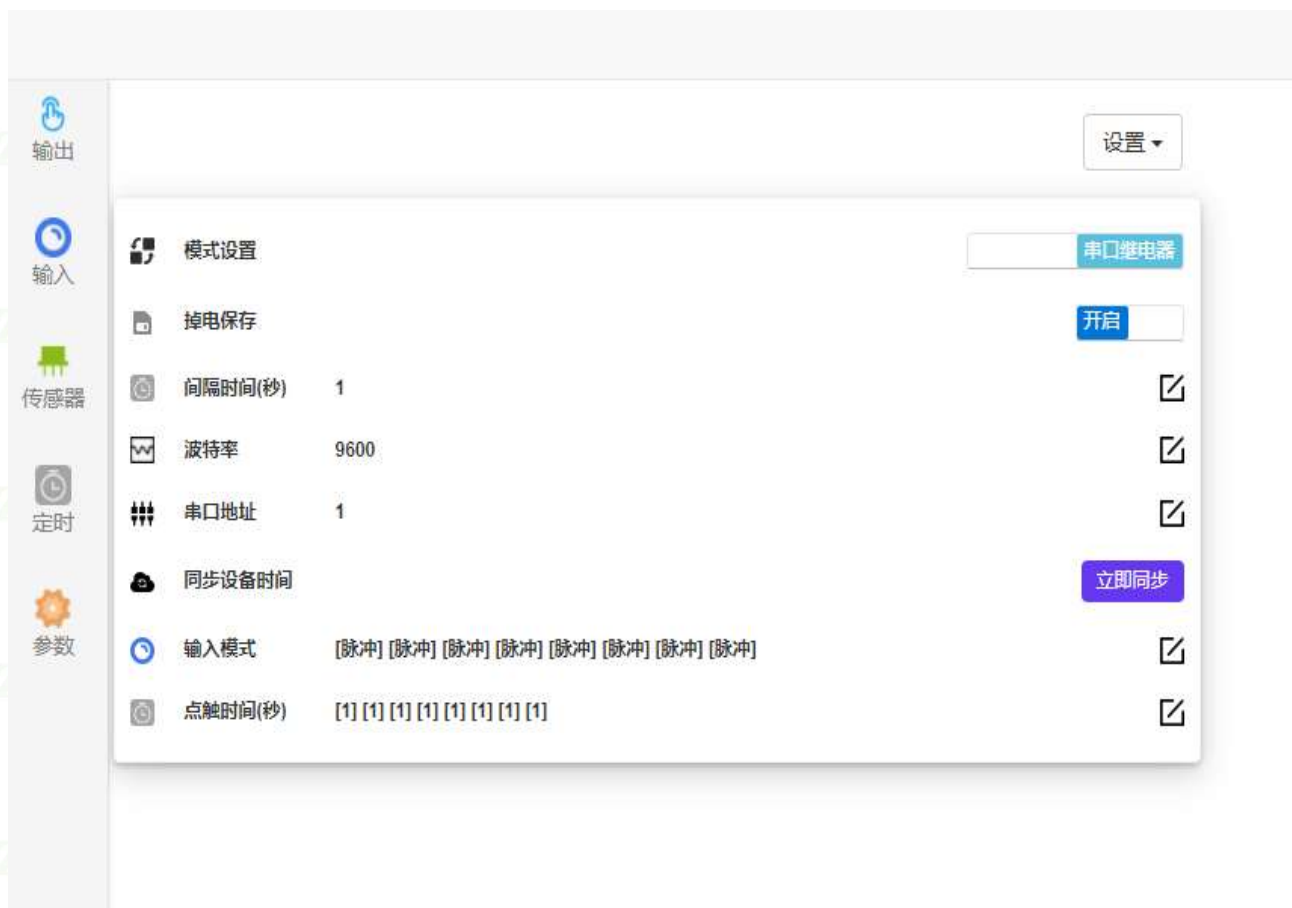 输出
设置
输入
模式设置 串口继电器
掉电保存 开启
传感器
间隔时间(秒) 1
波特率 9600
定时
串口地址 1
同步设备时间 立即同步
参数
输入模式 [脉冲] [脉冲] [脉冲] [脉冲] [脉冲] [脉冲] [脉冲] [脉冲]
点触时间(秒) [1] [1] [1] [1] [1] [1] [1] [1]